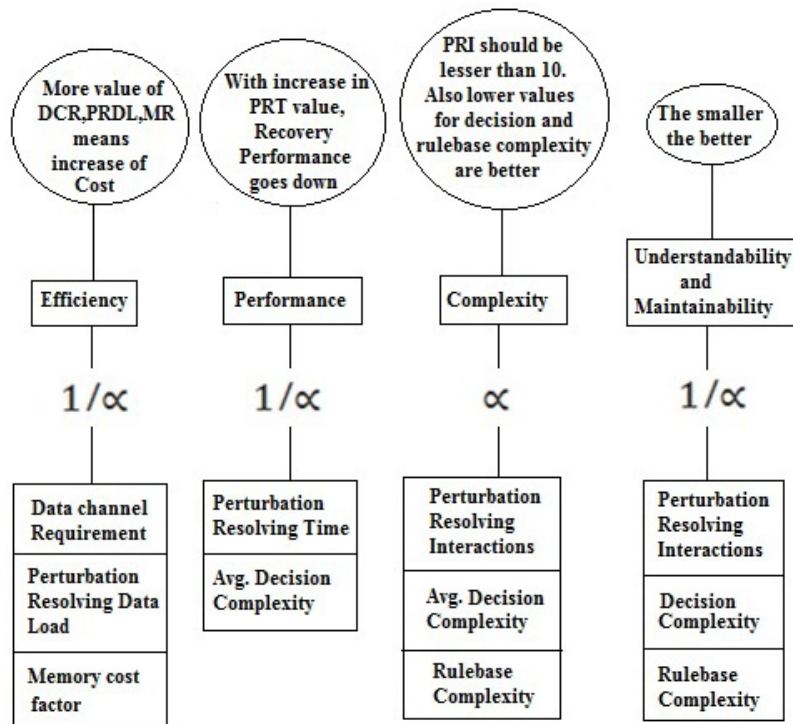 More value of
DCR,PRDL,MR
means
increase of
Cost
With increase in
PRT value,
Recovery
Performance
goes down
PRI should be
lesser than 10.
Also lower values
for decision and
rulebase complexity
are better
The smaller
the better
Efficiency
Performance
Complexity
Understandability
and
Maintainability
1/∝
1/∝
∝
1/∝
Data channel
Requirement
Perturbation
Resolving Data
Load
Memory cost
factor
Perturbation
Resolving Time
Avg. Decision
Complexity
Perturbation
Resolving
Interactions
Avg. Decision
Complexity
Rulebase
Complexity
Perturbation
Resolving
Interactions
Decision
Complexity
Rulebase
Complexity